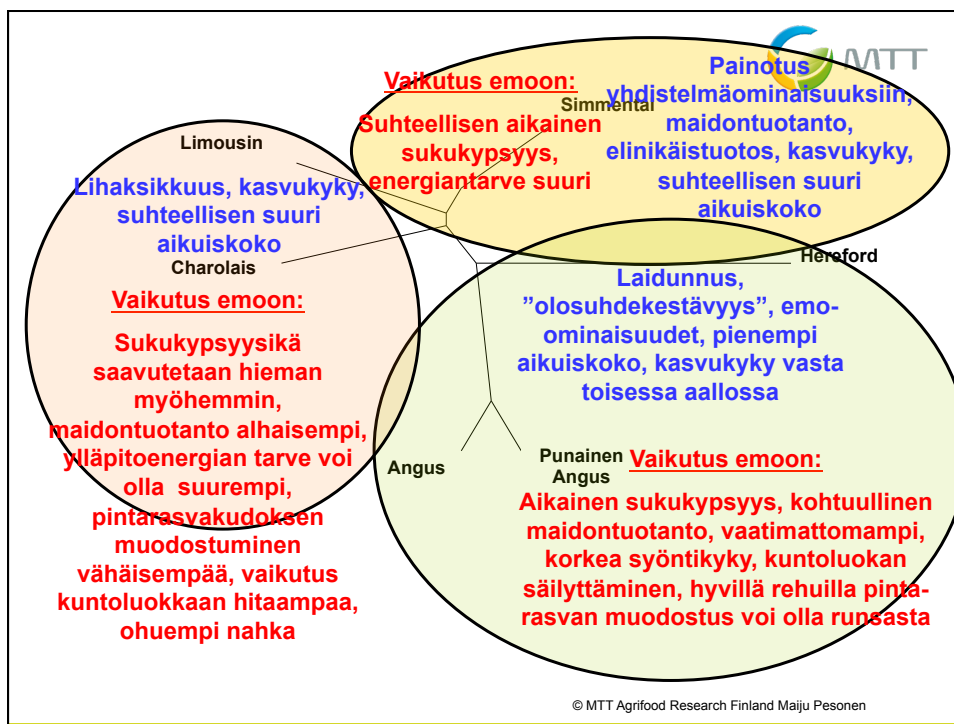 MTT
Vaikutus emoon:
Simmental
Suhteellisen aikainen
sukukypsyys,
energiantarve suuri
Painotus
yhdistelmäominaisuuksiin,
maidontuotanto,
elinikäistuotos, kasvukyky,
suhteellisen suuri
aikuiskoko
Limousin
Lihaksikkuus, kasvukyky,
suhteellisen suuri
aikuiskoko
Charolais
Vaikutus emoon:
Sukukypsyysikä
saavutetaan hieman
myöhemmin,
maidontuotanto alhaisempi,
ylläpitoenergian tarve voi
olla suurempi,
pintarasvakudoksen
muodostuminen
vähäisempää, vaikutus
kuntoluokkaan hitaampaa,
ohuempi nahka
Hereford
Laidunnus,
”olosuhdekestävyys”, emo-
ominaisuudet, pienempi
aikuiskoko, kasvukyky vasta
toisessa aallossa
Angus
Punainen
Angus
Vaikutus emoon:
Aikainen sukukypsyys, kohtuullinen
maidontuotanto, vaatimattomampi,
korkea syöntikyky, kuntoluokan
säilyttäminen, hyvillä rehuilla pinta-
rasvan muodostus voi olla runsasta
© MTT Agrifood Research Finland Maiju Pesonen